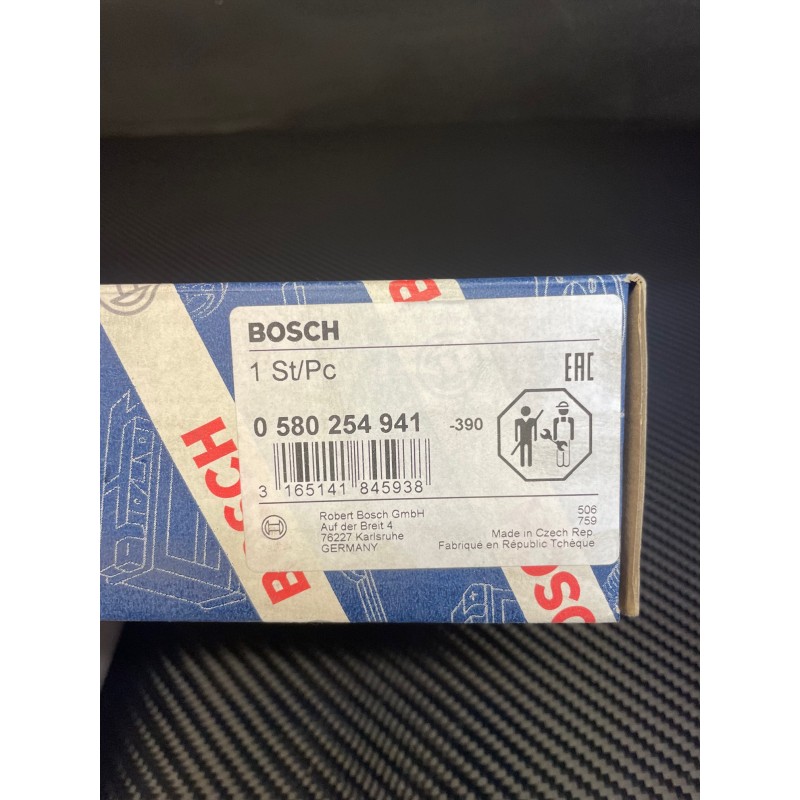 BOSCH
1 St/Pc
EAC
0 580 254 941 -390
3 165141 845938
Robert Bosch GmbH
Auf der Breit 4
76227 Karlsruhe
GERMANY
506
759
Made in Czech Rep.
Fabriqué en République Tchèque
B
BOSCH
OSC